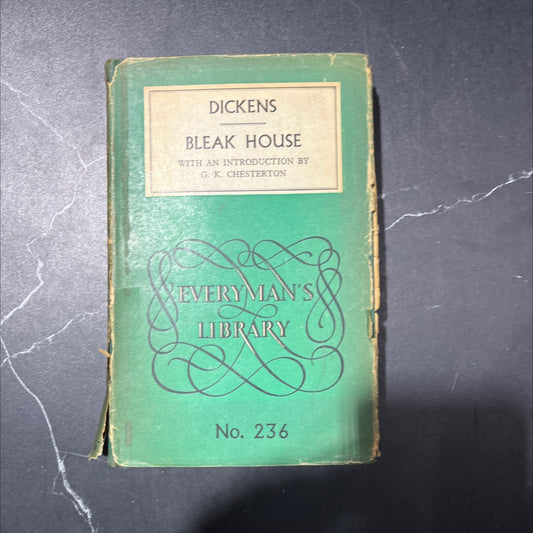 DICKENS
BLEAK HOUSE
WITH AN INTRODUCTION BY
G. K. CHESTERTON
EVERYMAN'S
LIBRARY
No. 236